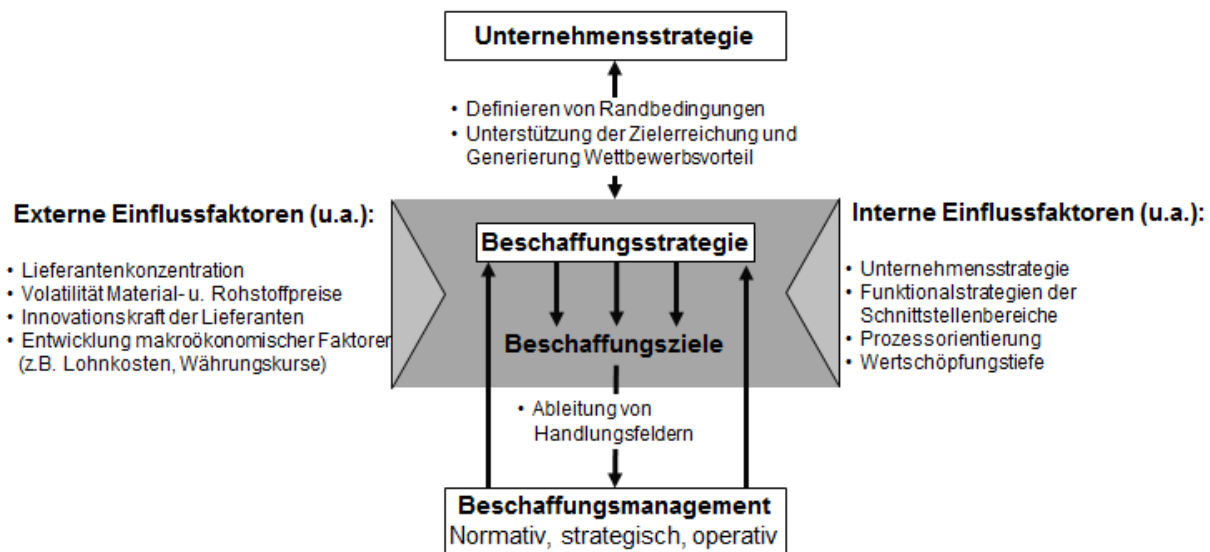 Unternehmensstrategie
• Definieren von Randbedingungen
• Unterstützung der Zielerreichung und
Generierung Wettbewerbsvorteil
Externe Einflussfaktoren (u.a.):
• Lieferantenkonzentration
• Volatilität Material- u. Rohstoffpreise
• Innovationskraft der Lieferanten
• Entwicklung makroökonomischer Faktoren
(z.B. Lohnkosten, Währungskurse)
Beschaffungsstrategie
Beschaffungsziele
Interne Einflussfaktoren (u.a.):
• Unternehmensstrategie
• Funktionalstrategien der
Schnittstellenbereiche
• Prozessorientierung
• Wertschöpfungstiefe
• Ableitung von
Handlungsfeldern
Beschaffungsmanagement
Normativ, strategisch, operativ